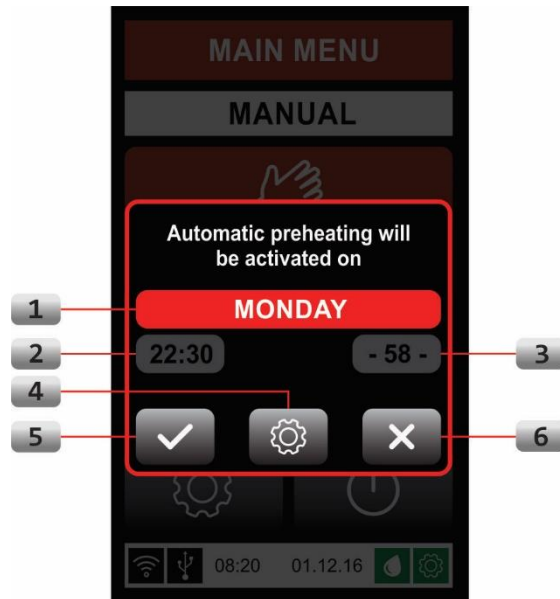 MAIN MENU
MANUAL
Automatic preheating will
be activated on
1
MONDAY
2
22:30
- 58 -
3
4
5
6
08:20
01.12.16